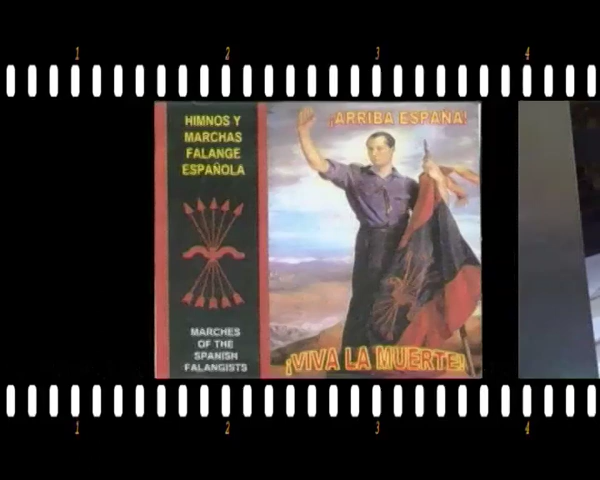 1 2 3 4
HIMNOS Y
MARCHAS
FALANGE
ESPAÑOLA
MARCHES
OF THE
SPANISH
FALANGISTS
¡ARRIBA ESPAÑA!
¡VIVA LA MUERTE!
1 2 3 4